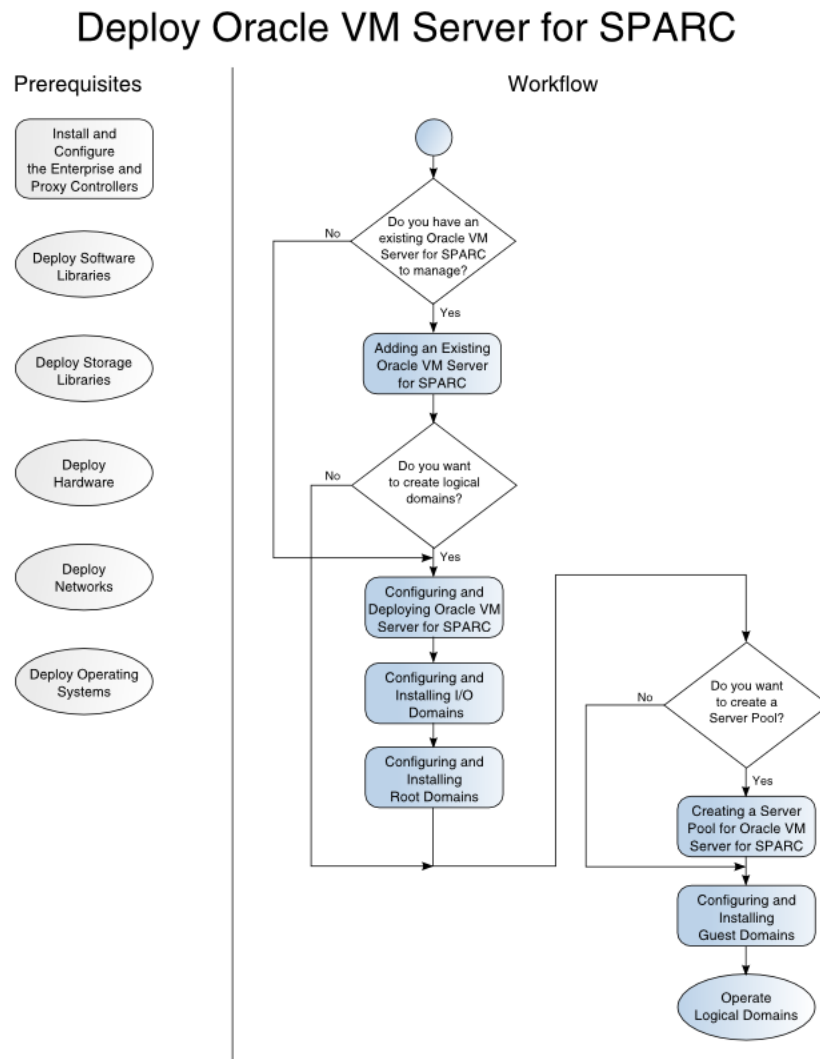 Deploy Oracle VM Server for SPARC
Prerequisites
Install and
Configure
the Enterprise and
Proxy Controllers
Deploy Software
Libraries
Deploy Storage
Libraries
Deploy
Hardware
Deploy
Networks
Deploy Operating
Systems
Workflow
Do you have an
existing Oracle VM
Server for SPARC
to manage?
No
Yes
Adding an Existing
Oracle VM Server
for SPARC
Do you want
to create logical
domains?
No
Yes
Configuring and
Deploying Oracle VM
Server for SPARC
Configuring and
Installing I/O
Domains
Configuring and
Installing
Root Domains
Do you want
to create a
Server Pool?
No
Yes
Creating a Server
Pool for Oracle VM
Server for SPARC
Configuring and
Installing
Guest Domains
Operate
Logical Domains